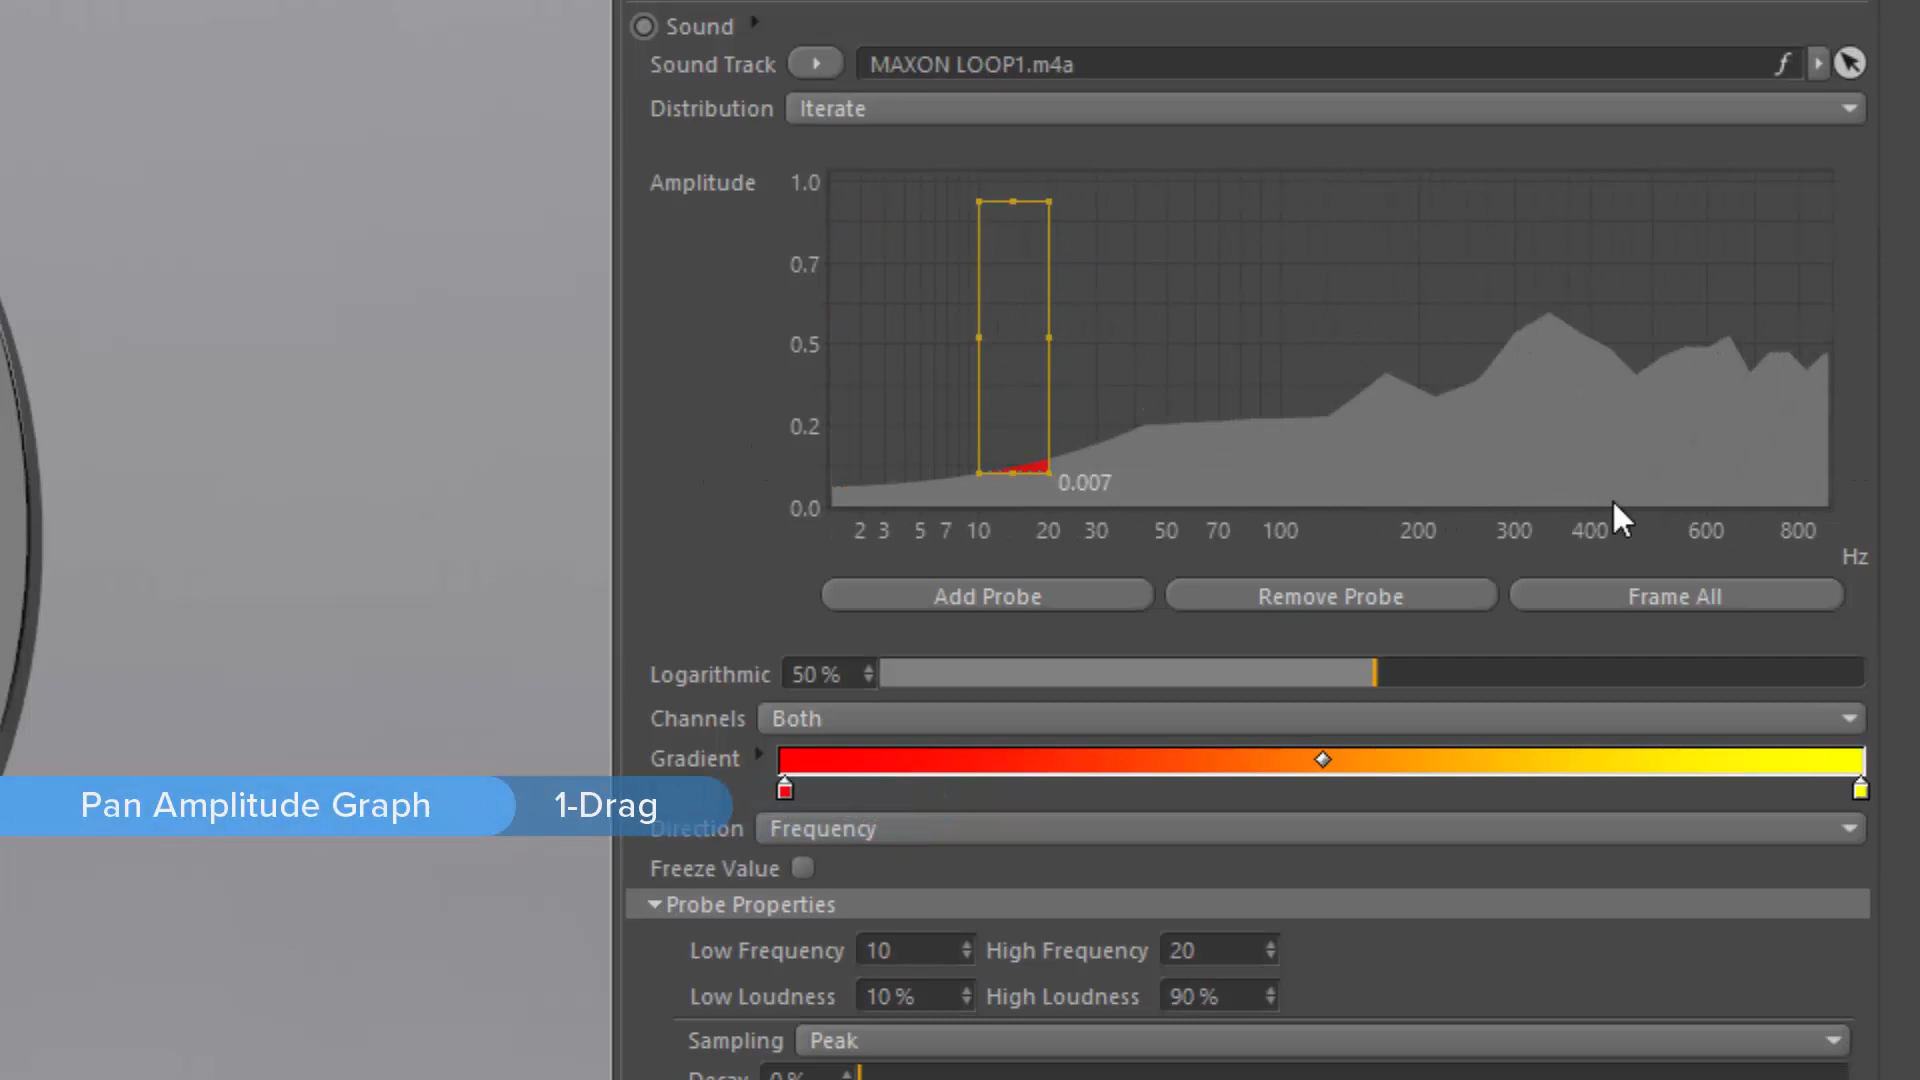 Sound
Sound Track MAXON LOOP1.m4a f
Distribution Iterate
Amplitude 1.0
0.7
0.5
0.2
0.007
0.0
2 3 5 7 10 20 30 50 70 100 200 300 400 600 800
Hz
Add Probe Remove Probe Frame All
Logarithmic 50 %
Channels Both
Gradient
Pan Amplitude Graph 1-Drag
Direction Frequency
Freeze Value
Probe Properties
Low Frequency 10 High Frequency 20
Low Loudness 10 % High Loudness 90 %
Sampling Peak
Decay 0 %